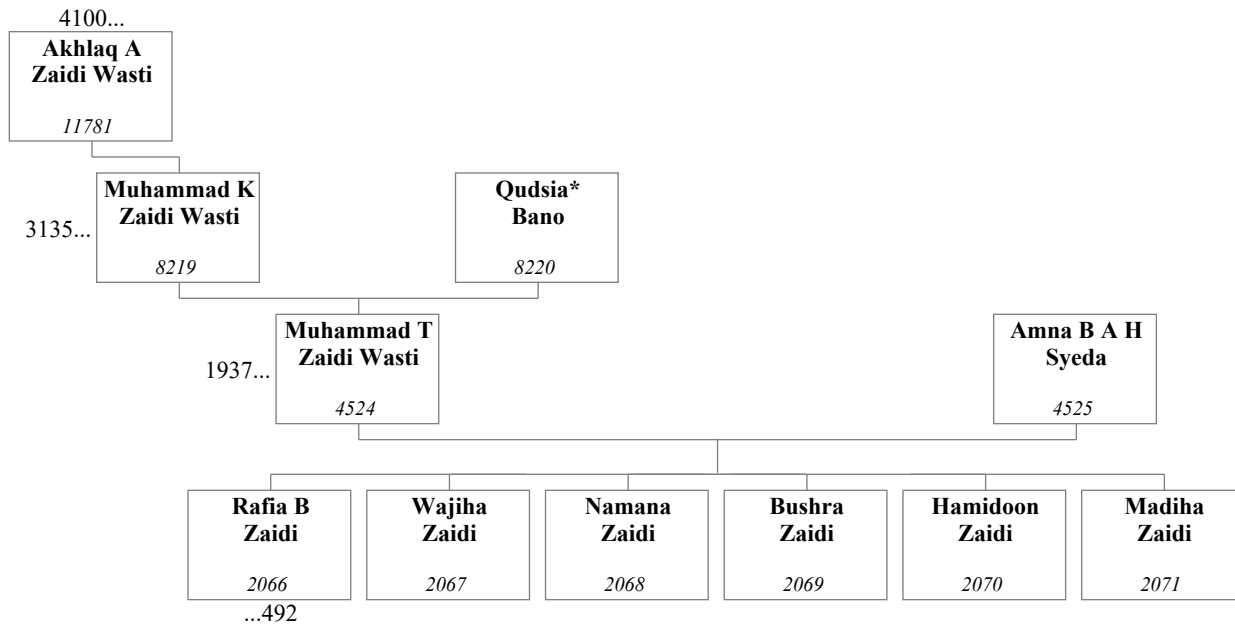 4100...
Akhlaq A
Zaidi Wasti
11781
Muhammad K
Zaidi Wasti
8219
Qudsia*
Bano
8220
3135...
Muhammad T
Zaidi Wasti
4524
Amna B A H
Syeda
4525
1937...
Rafia B
Zaidi
2066
Wajiha
Zaidi
2067
Namana
Zaidi
2068
Bushra
Zaidi
2069
Hamidoon
Zaidi
2070
Madiha
Zaidi
2071
...492